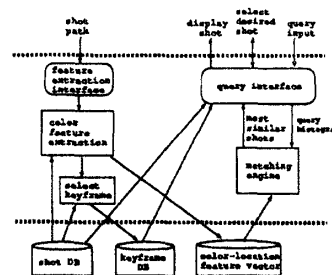 shot
path
display
shot
select
desired
shot
query
input
feature
extraction
interface
query interface
color
feature
extraction
most
similar
shots
query
select
keyframe
matching
engine
shot DB
keyframe
DB
color-location
feature vector